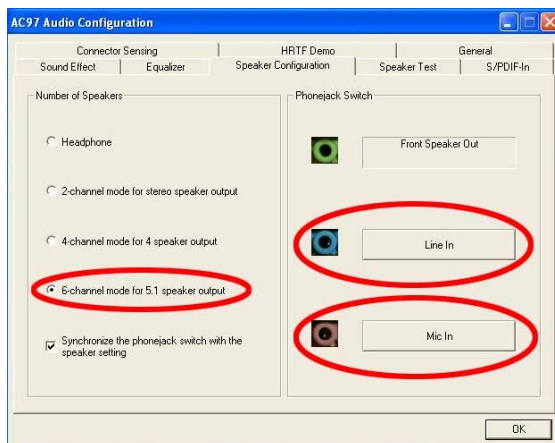 AC97 Audio Configuration
Connector Sensing
HRTF Demo
General
Sound Effect
Equalizer
Speaker Configuration
Speaker Test
S/PDIF-In
Number of Speakers
Headphone
2-channel mode for stereo speaker output
4-channel mode for 4 speaker output
6-channel mode for 5.1 speaker output
Synchronize the phonejack switch with the
speaker setting
Phonejack Switch
Front Speaker Out
Line In
Mic In
OK